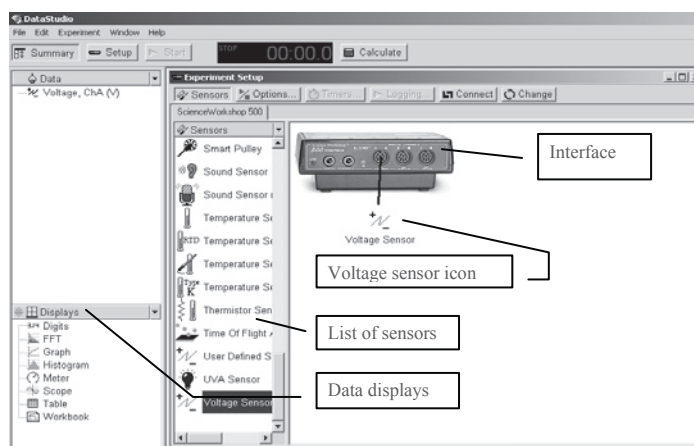 DataStudio
File Edit Experiment Window Help
Summary Setup Start STOP 00:00.0 Calculate
Data
Voltage, ChA (V)
Experiment Setup
Sensors Options... Timers... Logging... Connect Change
ScienceWorkshop 500
Sensors
Smart Pulley
Sound Sensor
Sound Sensor
Temperature Se
Temperature Se
RTD
Temperature Se
Type K
Temperature Se
Thermistor Sen
Time Of Flight
User Defined S
UVA Sensor
Voltage Sensor
Voltage Sensor
Interface
Voltage sensor icon
List of sensors
Data displays
Displays
Digits
FFT
Graph
Histogram
Meter
Scope
Table
Workbook